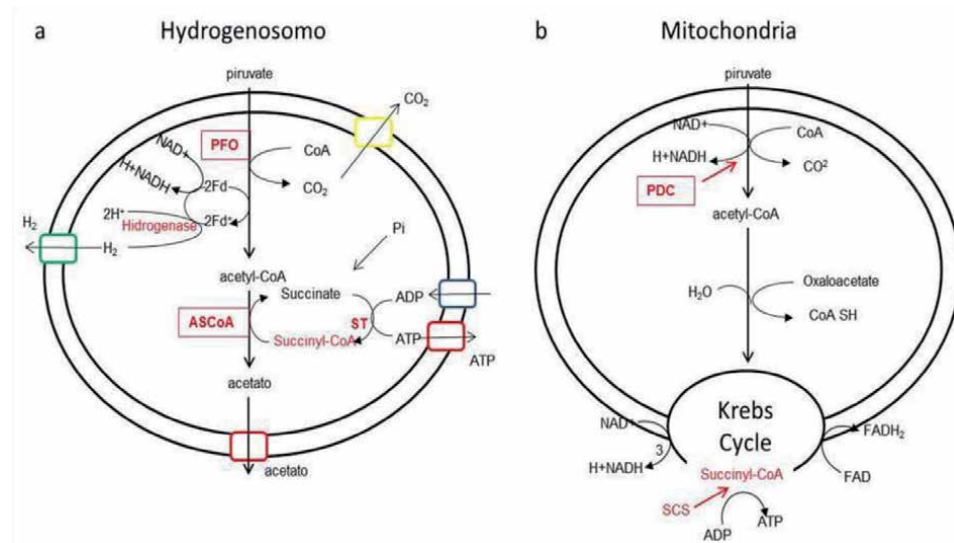 a
Hydrogenosomo
piruvate
CO2
NAD+
PFO
CoA
H+NADH
2Fd
CO2
2H+
2Fd-
Hidrogenase
H2
H2
Pi
acetyl-CoA
Succinate
ADP
ASCoA
ST
Succinyl-CoA
ATP
ATP
acetato
acetato
b
Mitochondria
piruvate
NAD+
CoA
H+NADH
CO2
PDC
acetyl-CoA
H2O
Oxaloacetate
CoA SH
Krebs
Cycle
NAD+
FADH2
3
H+NADH
Succinyl-CoA
FAD
SCS
ADP
ATP